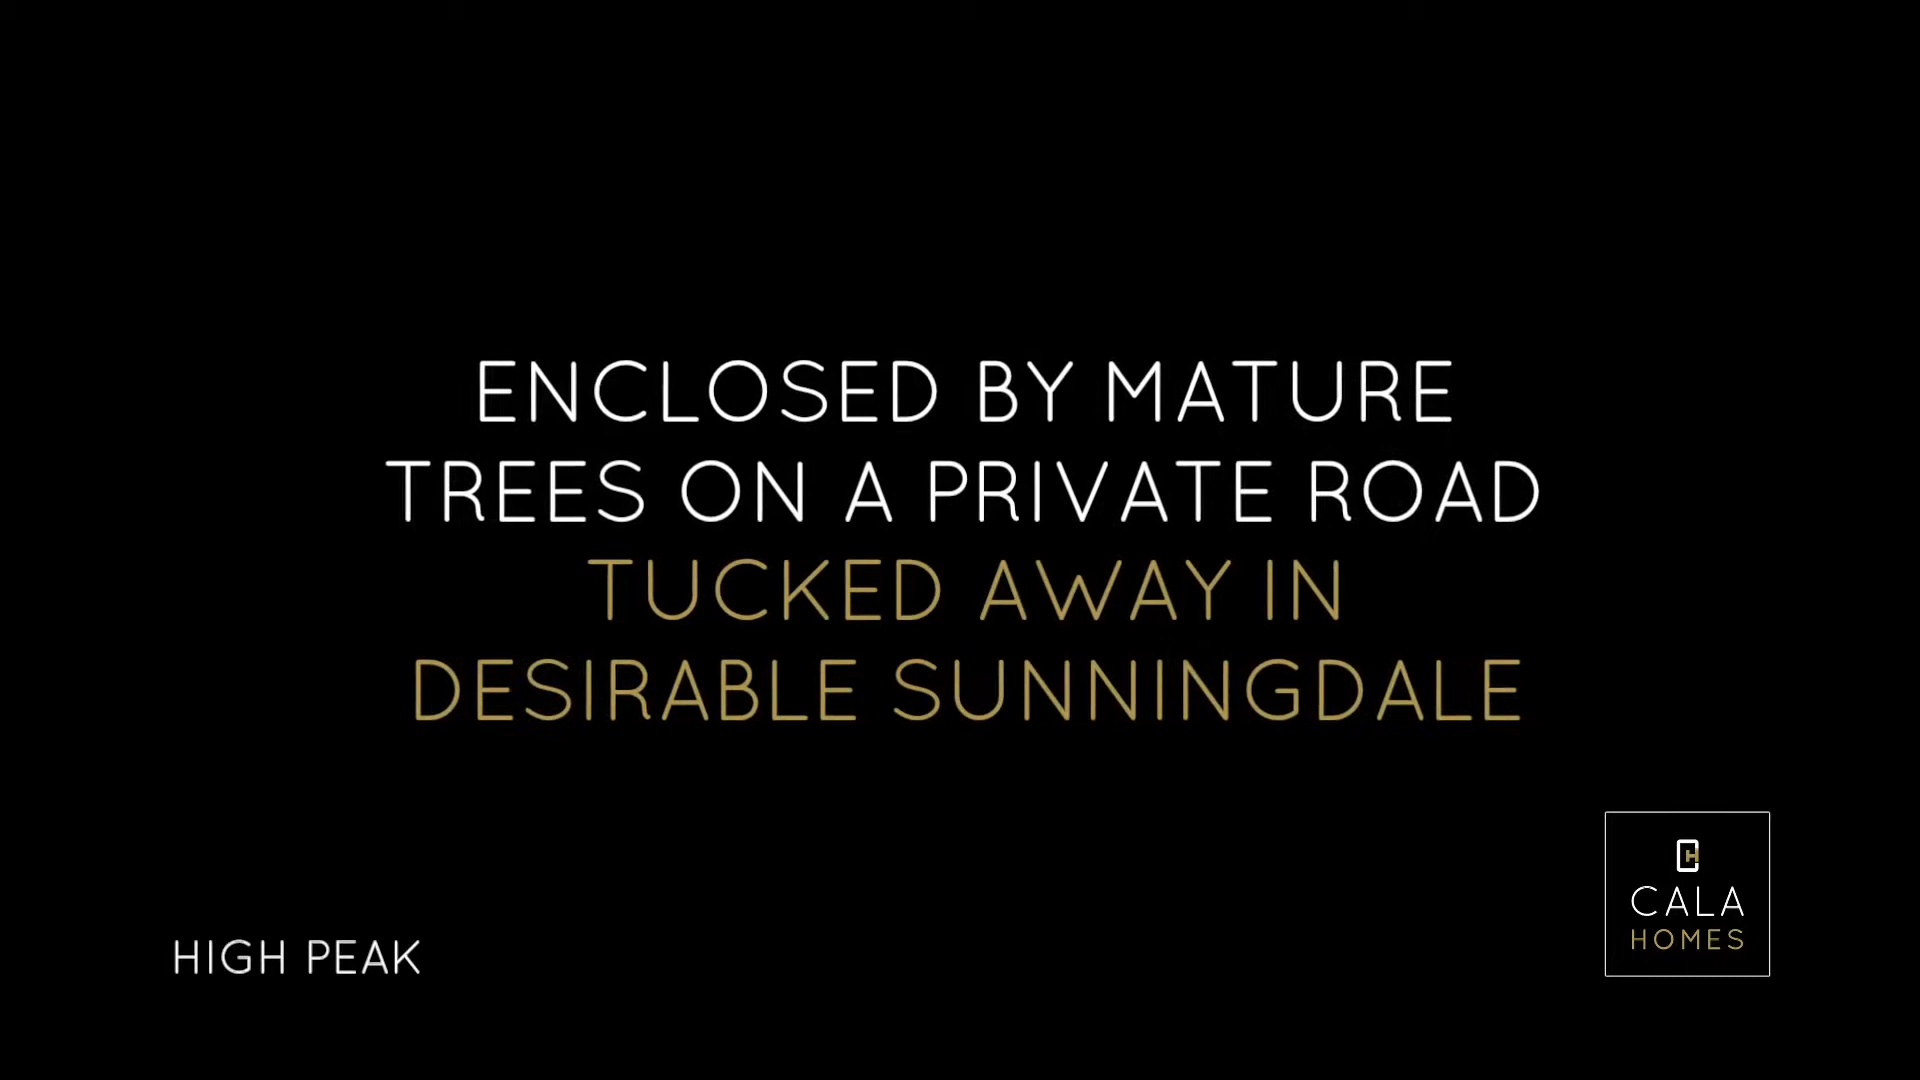 ENCLOSED BY MATURE
TREES ON A PRIVATE ROAD
TUCKED AWAY IN
DESIRABLE SUNNINGDALE
HIGH PEAK
CALA
HOMES